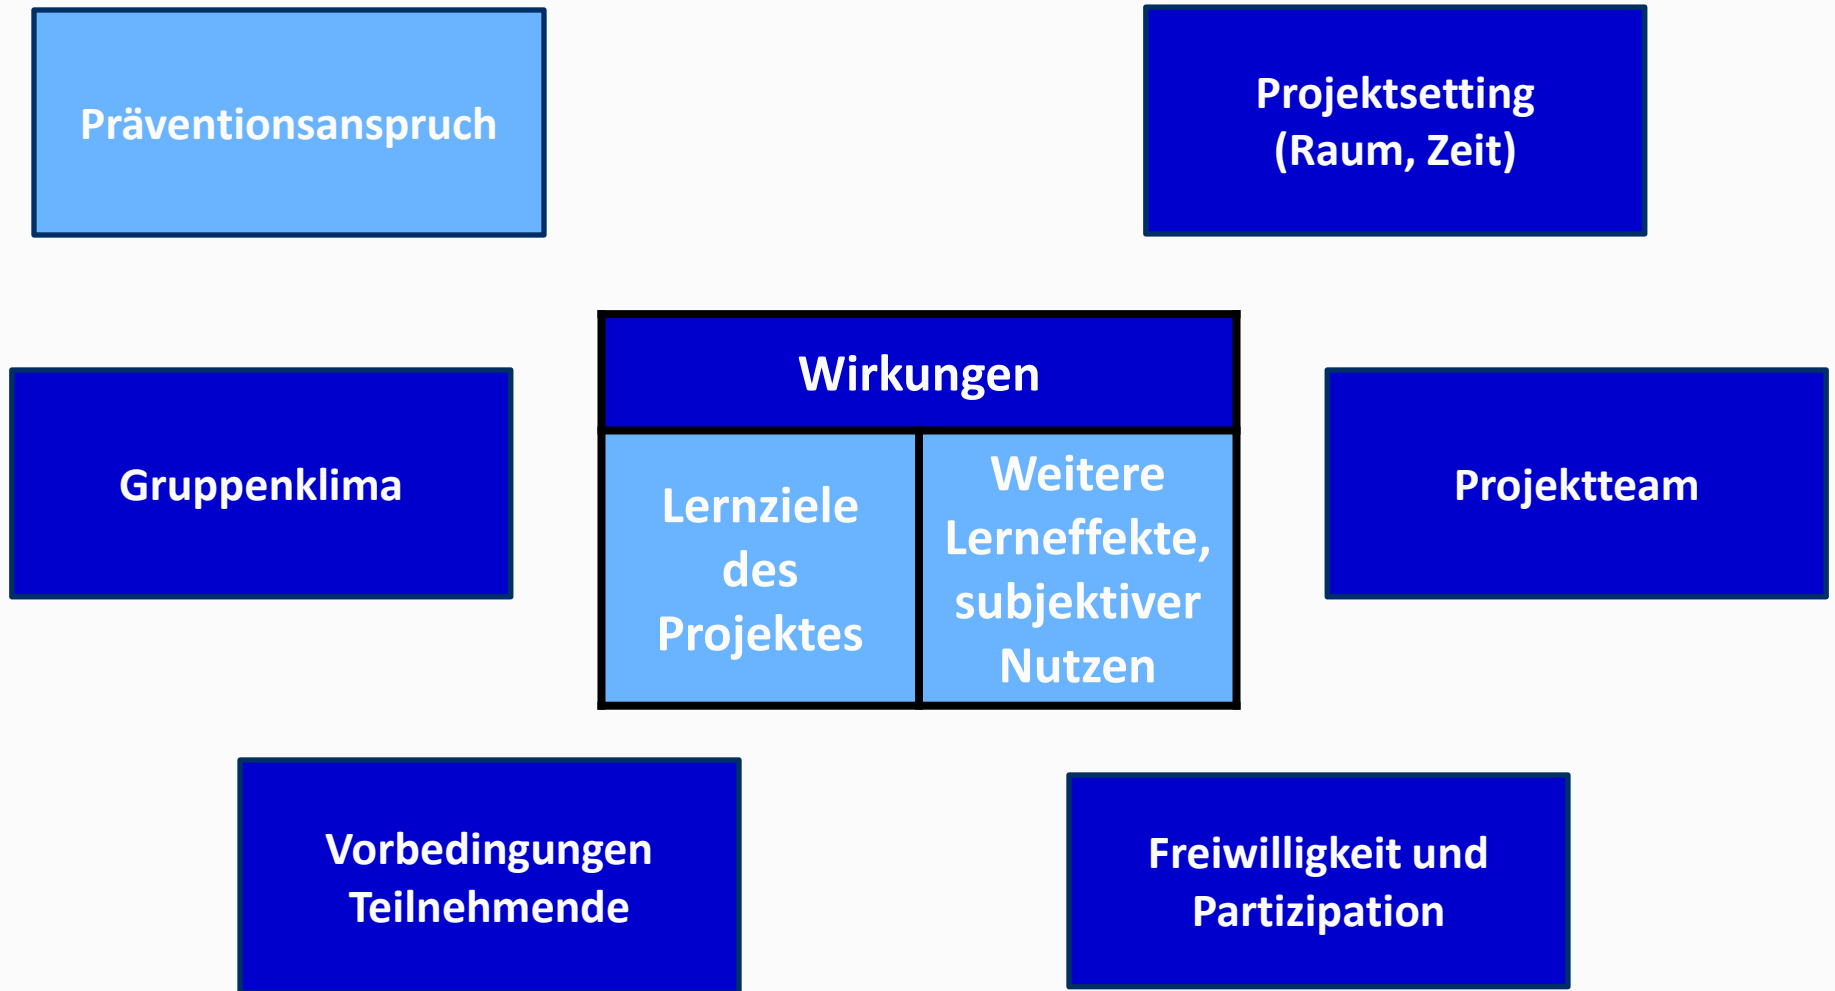 Präventionsanspruch
Projektsetting
(Raum, Zeit)
Wirkungen
Gruppenklima
Lernziele
des
Projektes
Weitere
Lerneffekte,
subjektiver
Nutzen
Projektteam
Vorbedingungen
Teilnehmende
Freiwilligkeit und
Partizipation